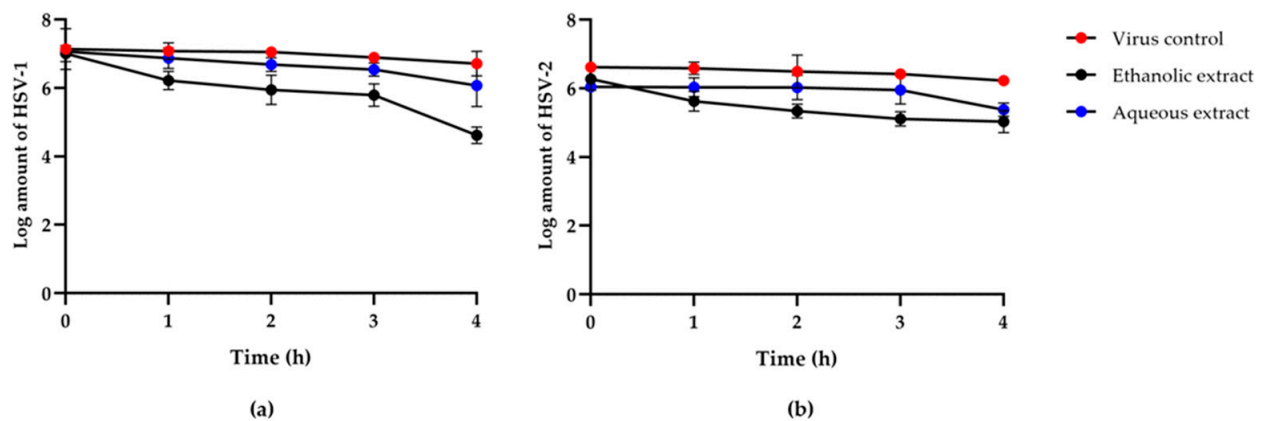 8
6
4
2
0
Log amount of HSV-1
0 1 2 3 4
Time (h)
(a)
8
6
4
2
0
Log amount of HSV-2
0 1 2 3 4
Time (h)
(b)
Virus control
Ethanolic extract
Aqueous extract